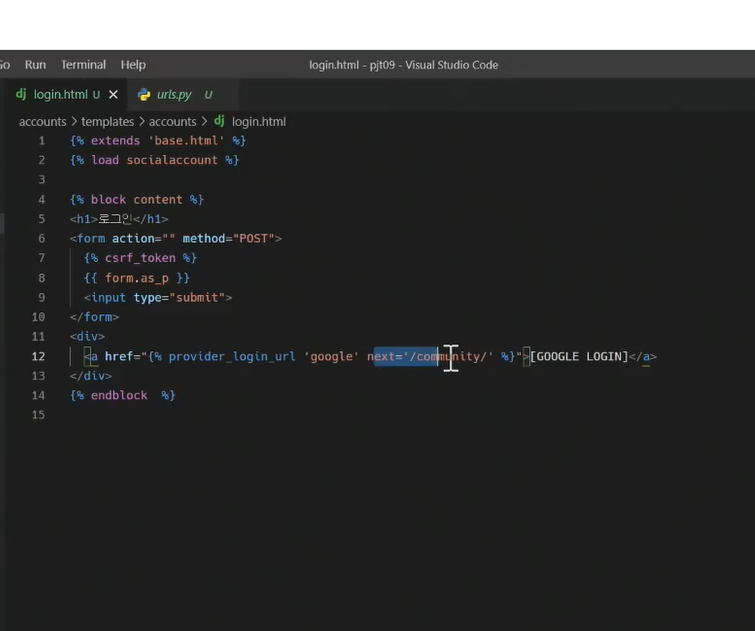 Run Terminal Help login.html - pjt09 - Visual Studio Code
login.html U urls.py U
accounts > templates > accounts > login.html
1 {% extends 'base.html' %}
2 {% load socialaccount %}
3
4 {% block content %}
5 <h1>로그인</h1>
6 <form action="" method="POST">
7 {% csrf_token %}
8 {{ form.as_p }}
9 <input type="submit">
10 </form>
11 <div>
12 <a href="{% provider_login_url 'google' next='/community/' %}">[GOOGLE LOGIN]</a>
13 </div>
14 {% endblock  %}
15